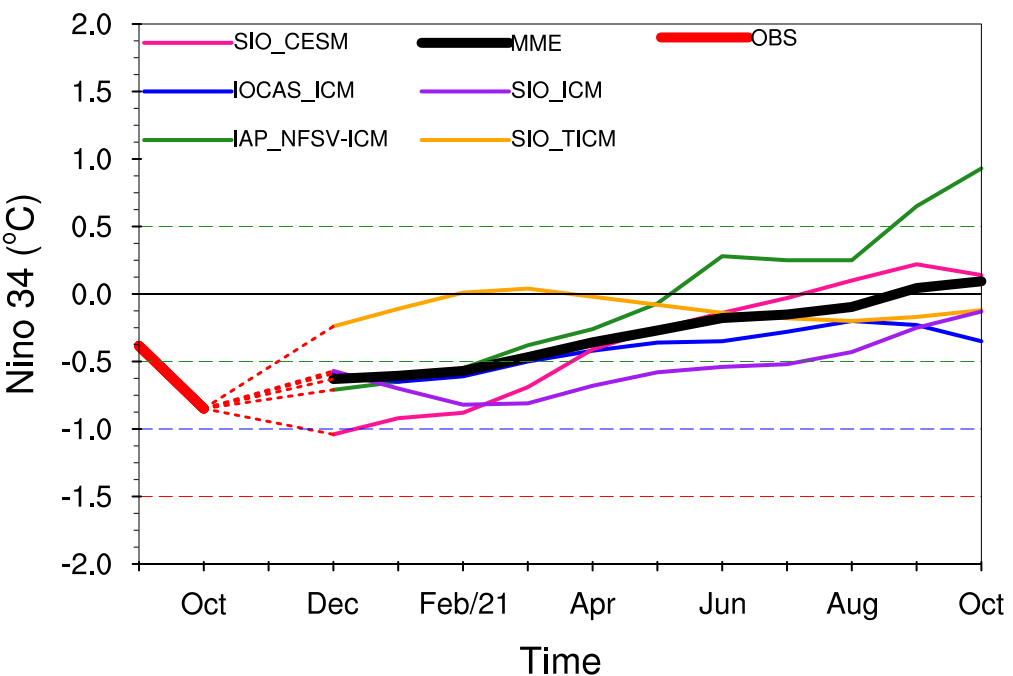 2.0
SIO_CESM
MME
OBS
1.5
IOCAS_ICM
SIO_ICM
IAP_NFSV-ICM
SIO_TICM
1.0
0.5
0.0
-0.5
-1.0
-1.5
-2.0
Nino 34 (°C)
Oct Dec Feb/21 Apr Jun Aug Oct
Time